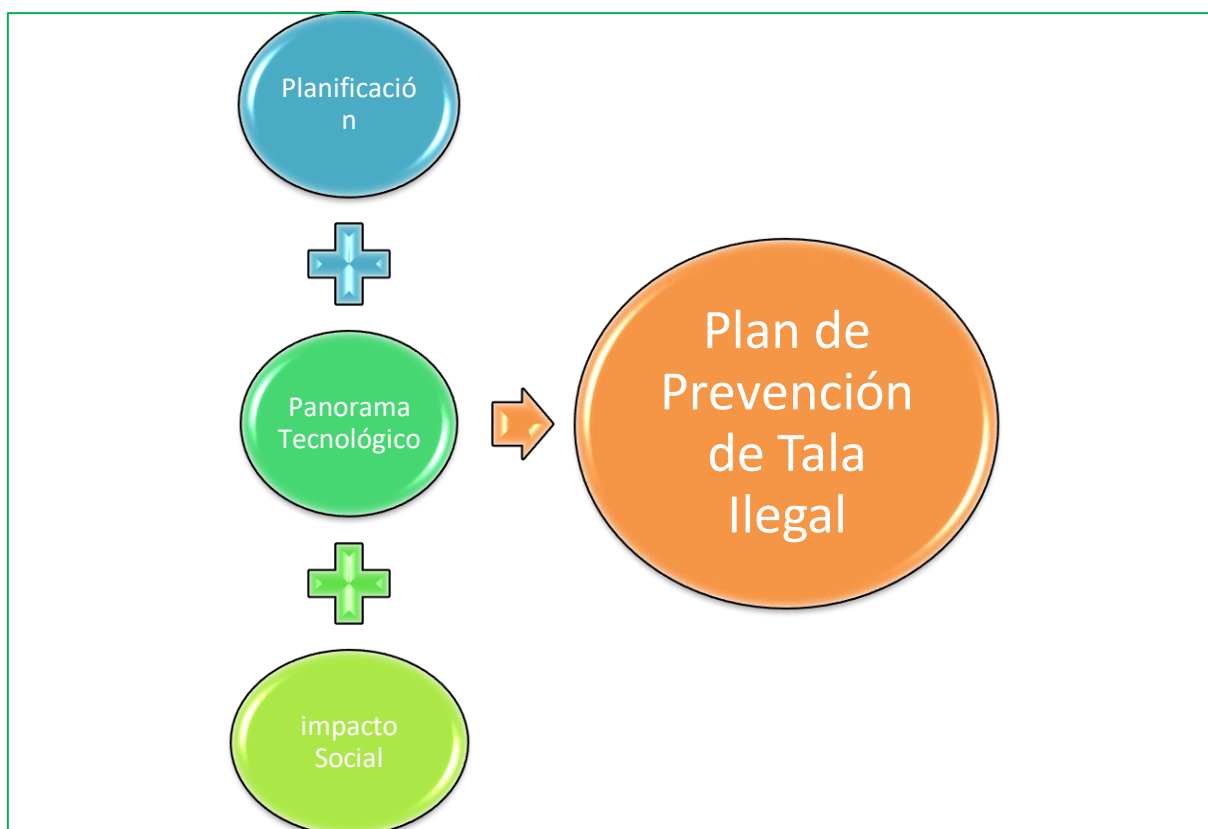 Planificació
n
Panorama
Tecnológico
impacto
Social
Plan de
Prevención
de Tala
Ilegal